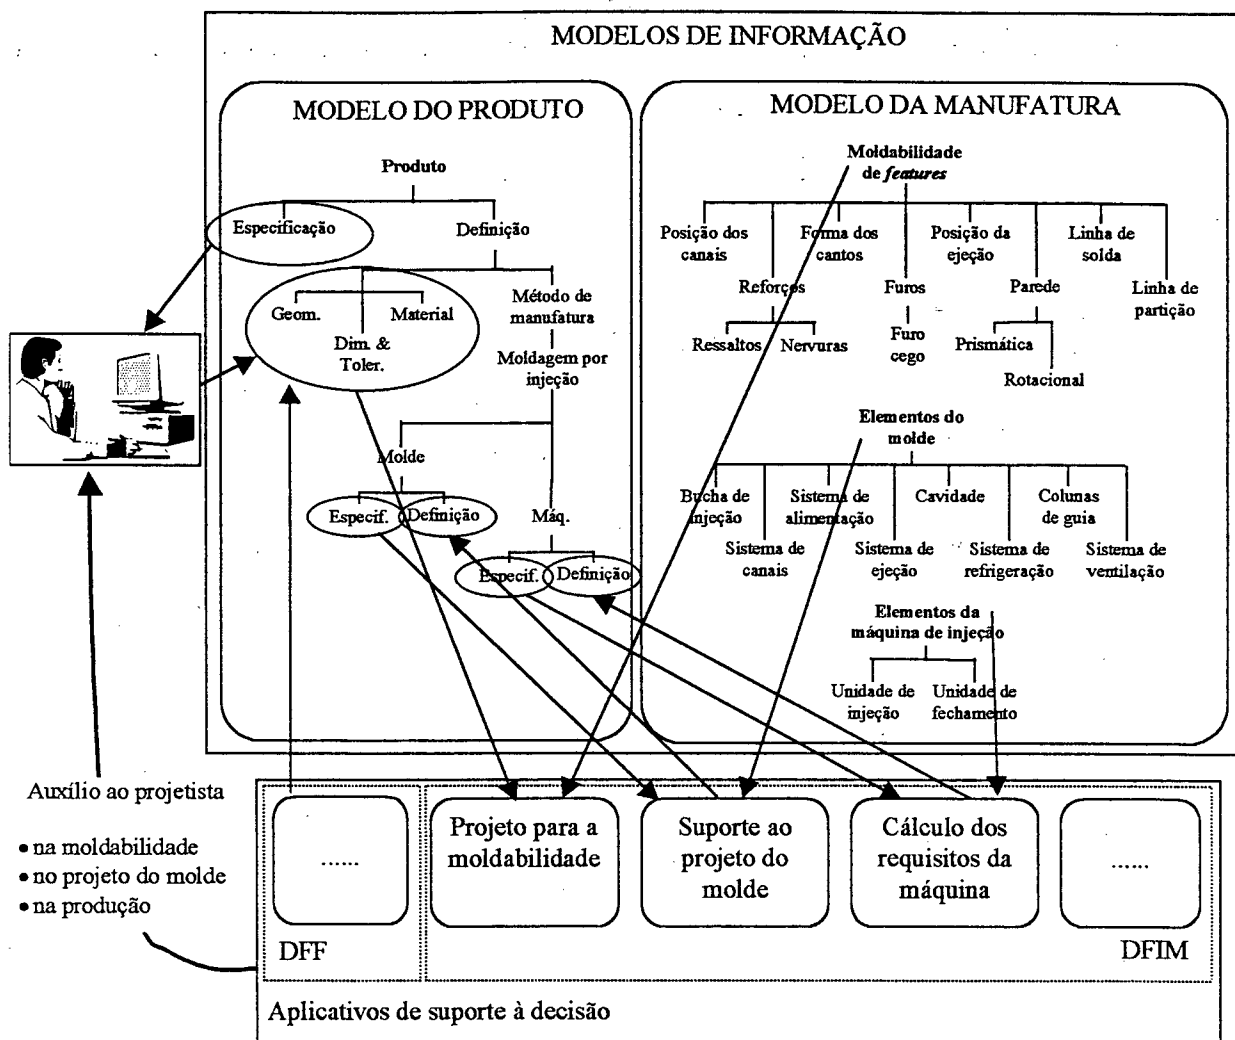 MODELOS DE INFORMAÇÃO
MODELO DO PRODUTO
Produto
Especificação
Definição
Geom.
Material
Dim. &
Toler.
Método de
manufatura
Moldagem por
injeção
Molde
Especif.
Definição
Máq.
Especif.
Definição
MODELO DA MANUFATURA
Moldabilidade
de features
Posição dos
canais
Forma dos
cantos
Posição da
ejeção
Linha de
solda
Reforços
Furos
Parede
Linha de
partição
Ressaltos
Nervuras
Furo
cego
Prismática
Rotacional
Elementos do
molde
Bucha de
injeção
Sistema de
alimentação
Cavidade
Colunas
de guia
Sistema de
canais
Sistema de
ejeção
Sistema de
refrigeração
Sistema de
ventilação
Elementos da
máquina de injeção
Unidade de
injeção
Unidade de
fechamento
Auxílio ao projetista
• na moldabilidade
• no projeto do molde
• na produção
......
DFF
Projeto para a
moldabilidade
Suporte ao
projeto do
molde
Cálculo dos
requisitos da
máquina
......
DFIM
Aplicativos de suporte à decisão